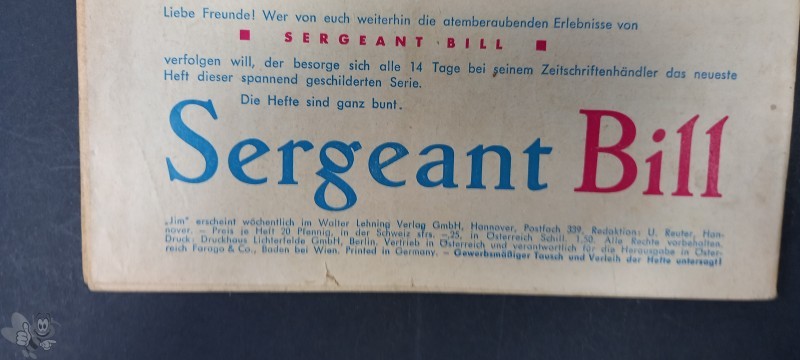 Liebe Freunde! Wer von euch weiterhin die atemberaubenden Erlebnisse von
SERGEANT · BILL
verfolgen will, der besorge sich alle 14 Tage bei seinem Zeitschriftenhändler das neueste
Heft dieser spannend geschilderten Serie.
Die Hefte sind ganz bunt.
Sergeant Bill
„Jim" erscheint wöchentlich im Walter Lehning Verlag GmbH, Hannover, Postfach 339, Redaktion: U. Reuter, Han-
nover. – Preis je Heft 20 Pfennig, in der Schweiz sfrs. –,25, in Österreich Schill. 1,50. Alle Rechte vorbehalten.
Druck: Druckhaus Lichterfelde GmbH, Berlin. Vertrieb in Österreich und verantwortlich für die Herausgabe in Öster-
reich Farago & Co., Baden bei Wien. Printed in Germany. – Gewerbsmäßiger Tausch und Verleih der Hefte untersagt!